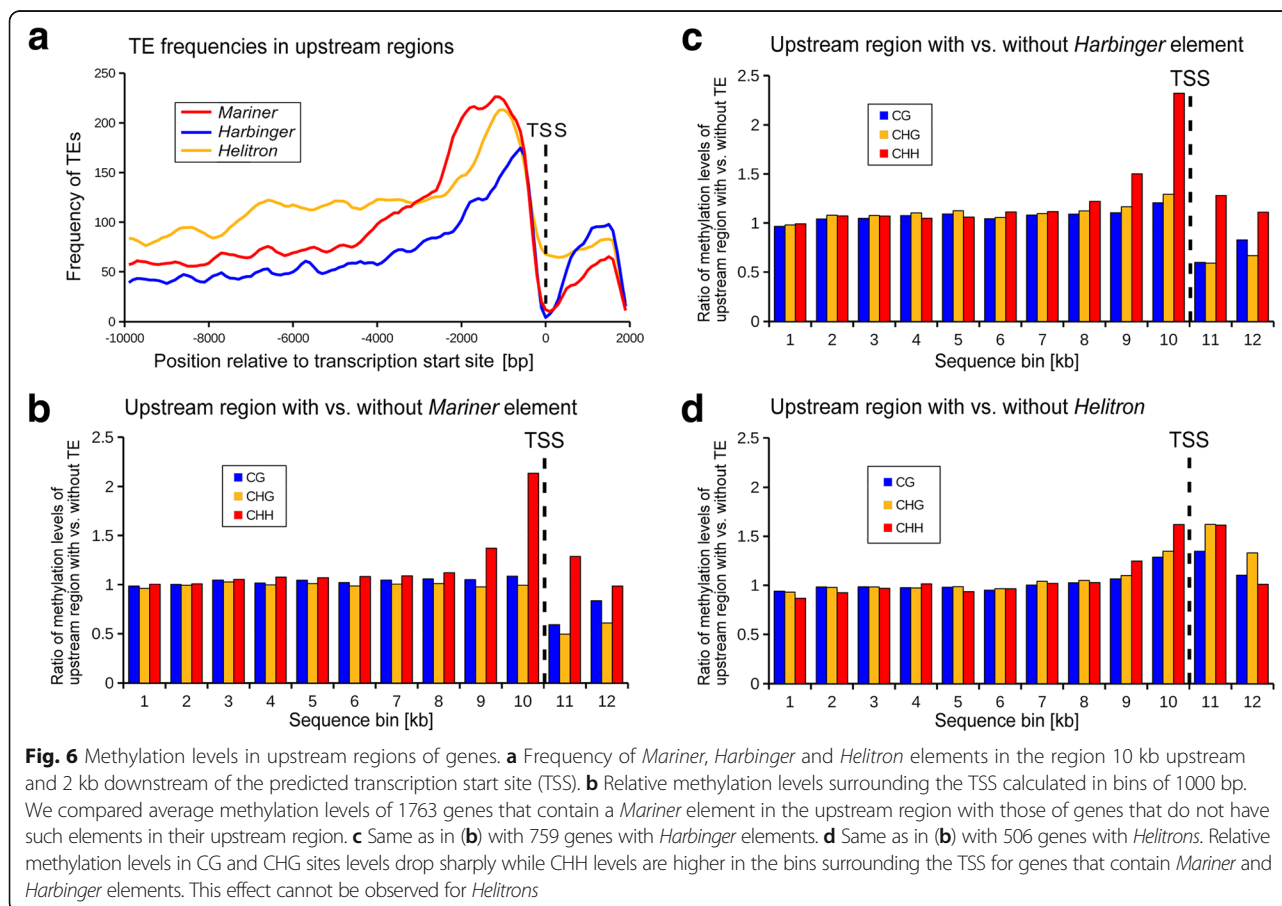 a
TE frequencies in upstream regions
250
200
150
100
50
0
Frequency of TEs
Mariner
Harbinger
Helitron
TSS
-10000 -8000 -6000 -4000 -2000 0 2000
Position relative to transcription start site [bp]
c
Upstream region with vs. without Harbinger element
2.5
2
1.5
1
0.5
0
Ratio of methylation levels of
upstream region with vs. without TE
CG
CHG
CHH
TSS
1 2 3 4 5 6 7 8 9 10 11 12
Sequence bin [kb]
b
Upstream region with vs. without Mariner element
2.5
2
1.5
1
0.5
0
Ratio of methylation levels of
upstream region with vs. without TE
CG
CHG
CHH
TSS
1 2 3 4 5 6 7 8 9 10 11 12
Sequence bin [kb]
d
Upstream region with vs. without Helitron
2.5
2
1.5
1
0.5
0
Ratio of methylation levels of
upstream region with vs. without TE
CG
CHG
CHH
TSS
1 2 3 4 5 6 7 8 9 10 11 12
Sequence bin [kb]
Fig. 6 Methylation levels in upstream regions of genes. a Frequency of Mariner, Harbinger and Helitron elements in the region 10 kb upstream
and 2 kb downstream of the predicted transcription start site (TSS). b Relative methylation levels surrounding the TSS calculated in bins of 1000 bp.
We compared average methylation levels of 1763 genes that contain a Mariner element in the upstream region with those of genes that do not have
such elements in their upstream region. c Same as in (b) with 759 genes with Harbinger elements. d Same as in (b) with 506 genes with Helitrons. Relative
methylation levels in CG and CHG sites levels drop sharply while CHH levels are higher in the bins surrounding the TSS for genes that contain Mariner and
Harbinger elements. This effect cannot be observed for Helitrons